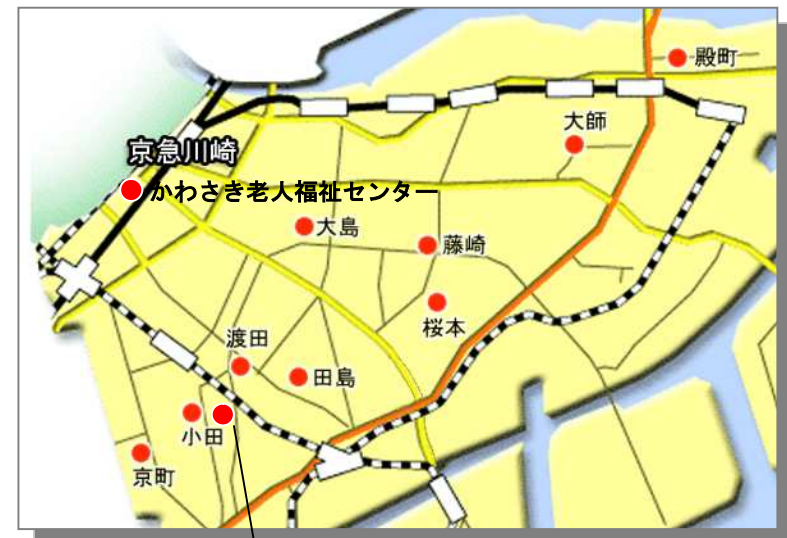 殿町
大師
京急川崎
かわさき老人福祉センター
大島
藤崎
桜本
渡田
田島
小田
京町